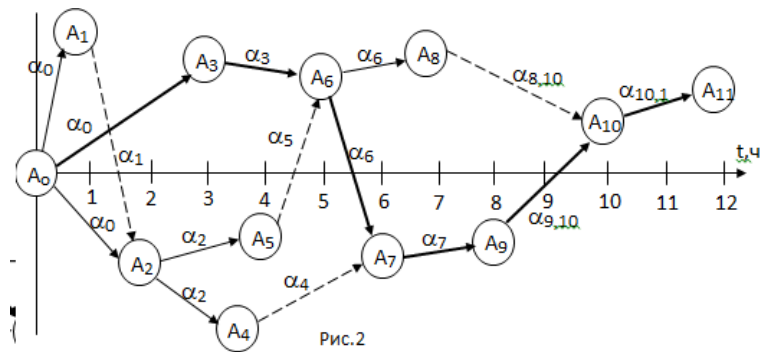 A₁
A₃
α₃
A₆
α₆
A₈
α₀
α₈,₁₀
α₁₀,₁
A₁₁
α₀
α₅
A₁₀
α₁
α₆
t,ч
A₀
1 2 3 4 5 6 7 8 9 10 11 12
α₀
α₂
A₅
α₇
A₉
α₉,₁₀
A₂
α₂
α₄
A₇
A₄
Рис.2